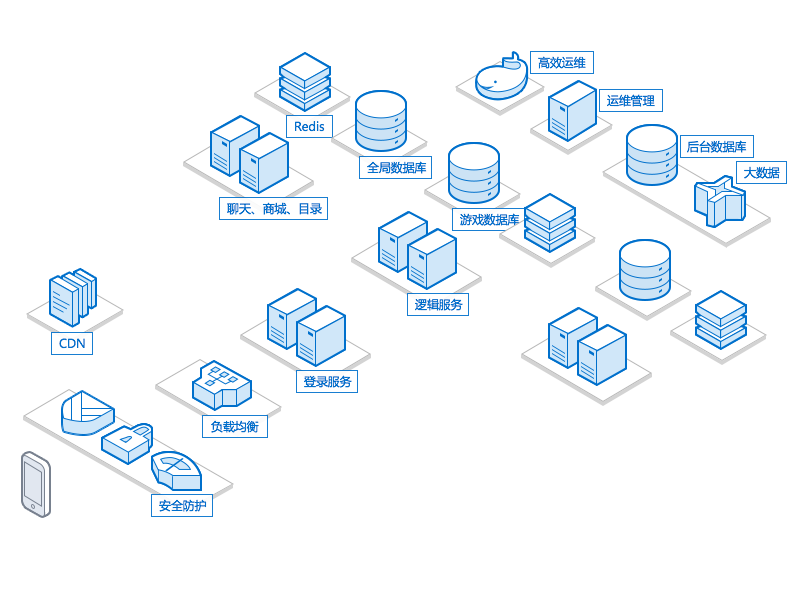 高效运维
运维管理
Redis
后台数据库
全局数据库
大数据
聊天、商城、目录
游戏数据库
逻辑服务
CDN
登录服务
负载均衡
安全防护